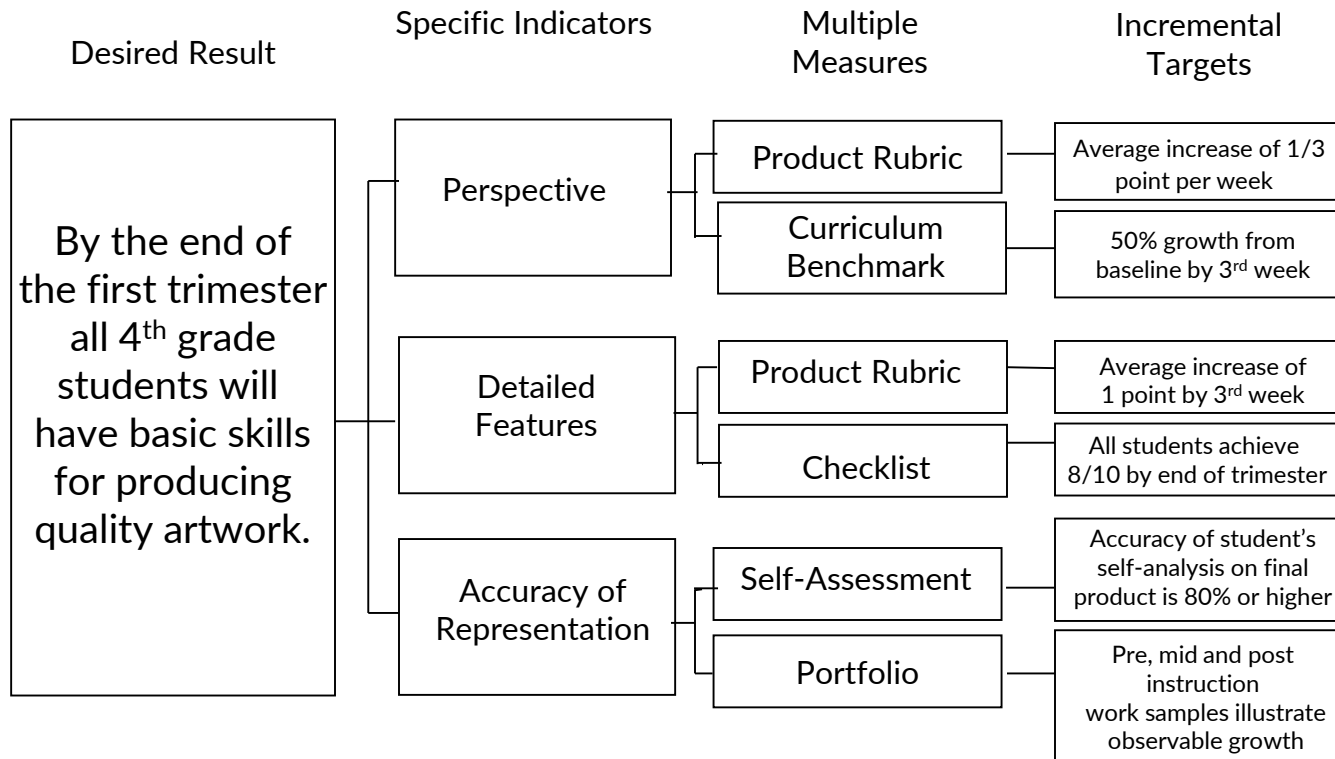 Desired Result
Specific Indicators
Multiple
Measures
Incremental
Targets
By the end of
the first trimester
all 4th grade
students will
have basic skills
for producing
quality artwork.
Perspective
Product Rubric
Average increase of 1/3
point per week
Curriculum
Benchmark
50% growth from
baseline by 3rd week
Detailed
Features
Product Rubric
Average increase of
1 point by 3rd week
Checklist
All students achieve
8/10 by end of trimester
Accuracy of
Representation
Self-Assessment
Accuracy of student’s
self-analysis on final
product is 80% or higher
Portfolio
Pre, mid and post
instruction
work samples illustrate
observable growth